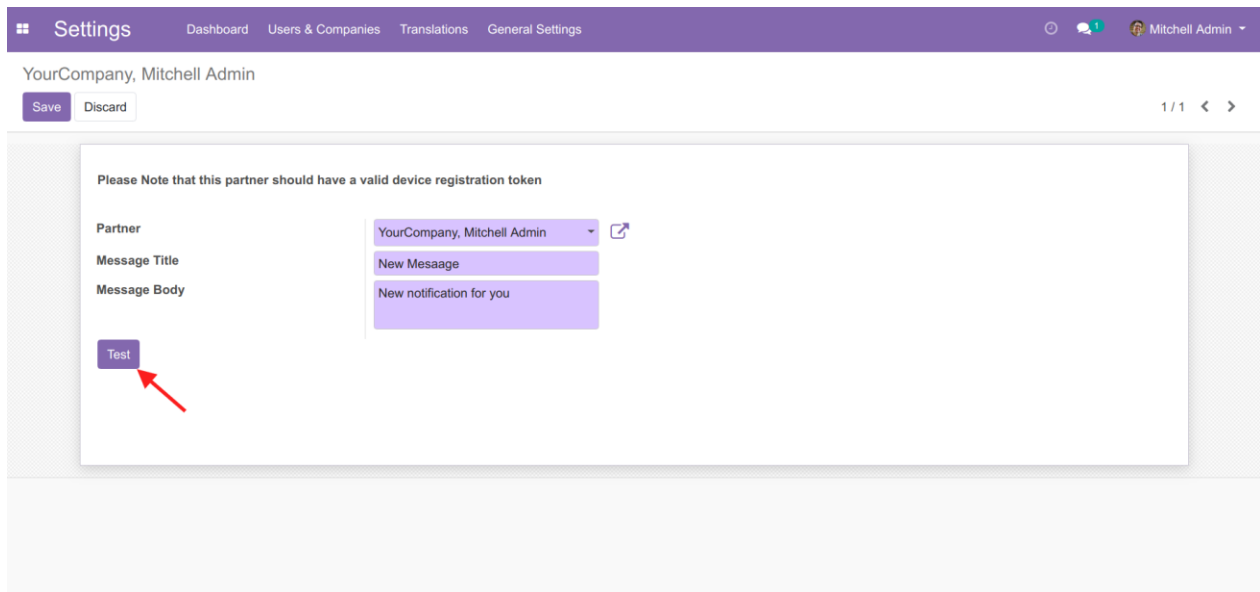 Settings Dashboard Users & Companies Translations General Settings 1 Mitchell Admin
YourCompany, Mitchell Admin
Save Discard 1 / 1
Please Note that this partner should have a valid device registration token
Partner YourCompany, Mitchell Admin
Message Title New Mesaage
Message Body New notification for you
Test